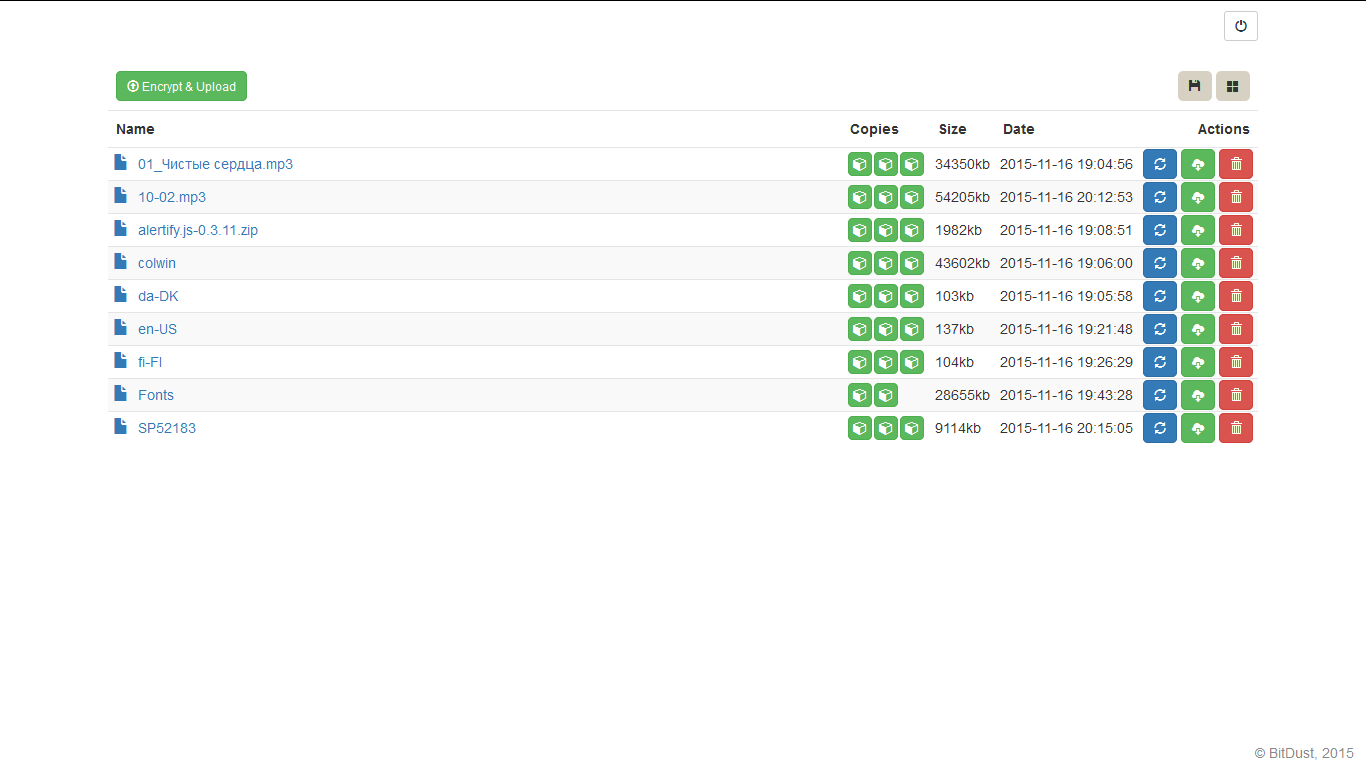 Encrypt & Upload
Name Copies Size Date Actions
01_Чистые сердца.mp3 34350kb 2015-11-16 19:04:56
10-02.mp3 54205kb 2015-11-16 20:12:53
alertify.js-0.3.11.zip 1982kb 2015-11-16 19:08:51
colwin 43602kb 2015-11-16 19:06:00
da-DK 103kb 2015-11-16 19:05:58
en-US 137kb 2015-11-16 19:21:48
fi-FI 104kb 2015-11-16 19:26:29
Fonts 28655kb 2015-11-16 19:43:28
SP52183 9114kb 2015-11-16 20:15:05
© BitDust, 2015